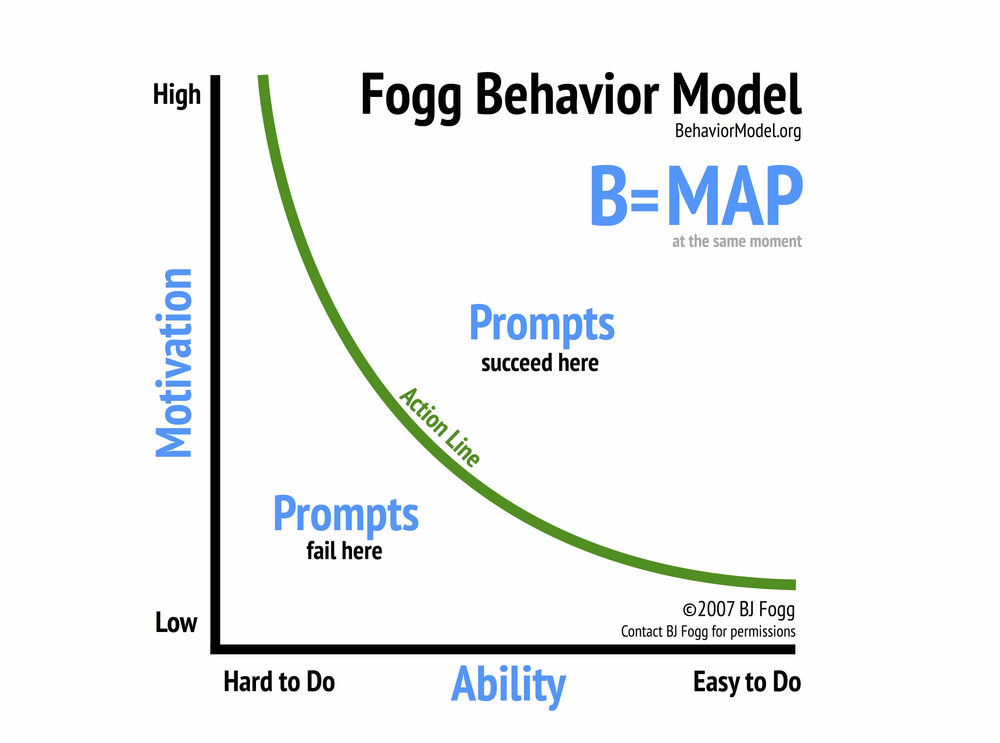 Fogg Behavior Model
BehaviorModel.org
B=MAP
at the same moment
High
Motivation
Low
Prompts
succeed here
Action Line
Prompts
fail here
©2007 BJ Fogg
Contact BJ Fogg for permissions
Hard to Do
Ability
Easy to Do